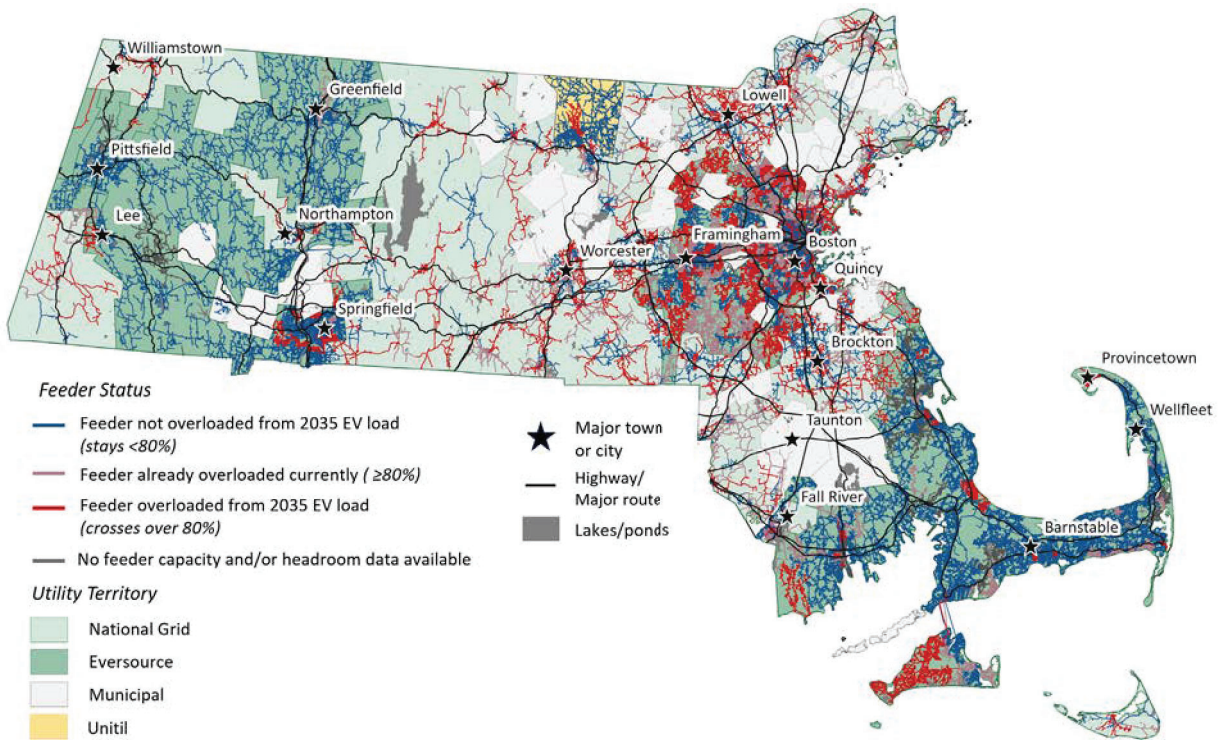 Williamstown
Greenfield
Lowell
Pittsfield
Lee
Northampton
Worcester
Framingham
Boston
Quincy
Springfield
Brockton
Provincetown
Wellfleet
Taunton
Fall River
Barnstable
Feeder Status
Feeder not overloaded from 2035 EV load
(stays <80%)
Feeder already overloaded currently ( ≥80%)
Feeder overloaded from 2035 EV load
(crosses over 80%)
No feeder capacity and/or headroom data available
Major town
or city
Highway/
Major route
Lakes/ponds
Utility Territory
National Grid
Eversource
Municipal
Unitil